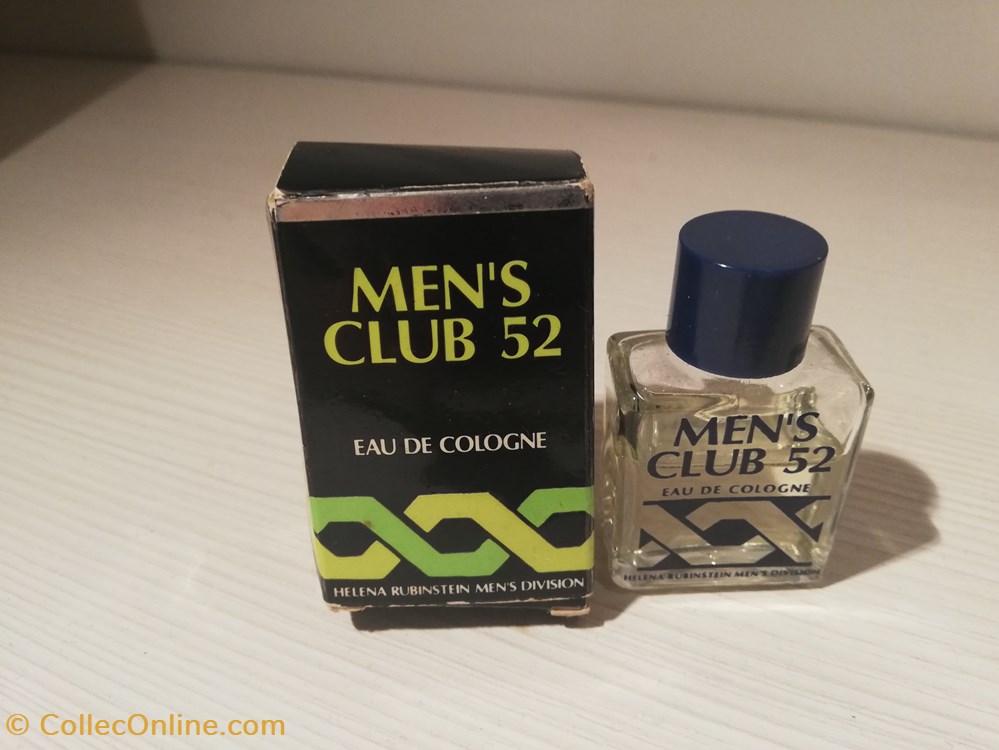 MEN'S
CLUB 52
EAU DE COLOGNE
HELENA RUBINSTEIN MEN'S DIVISION
MEN'S
CLUB 52
EAU DE COLOGNE
HELENA RUBINSTEIN MEN'S DIVISION
© CollecOnline.com